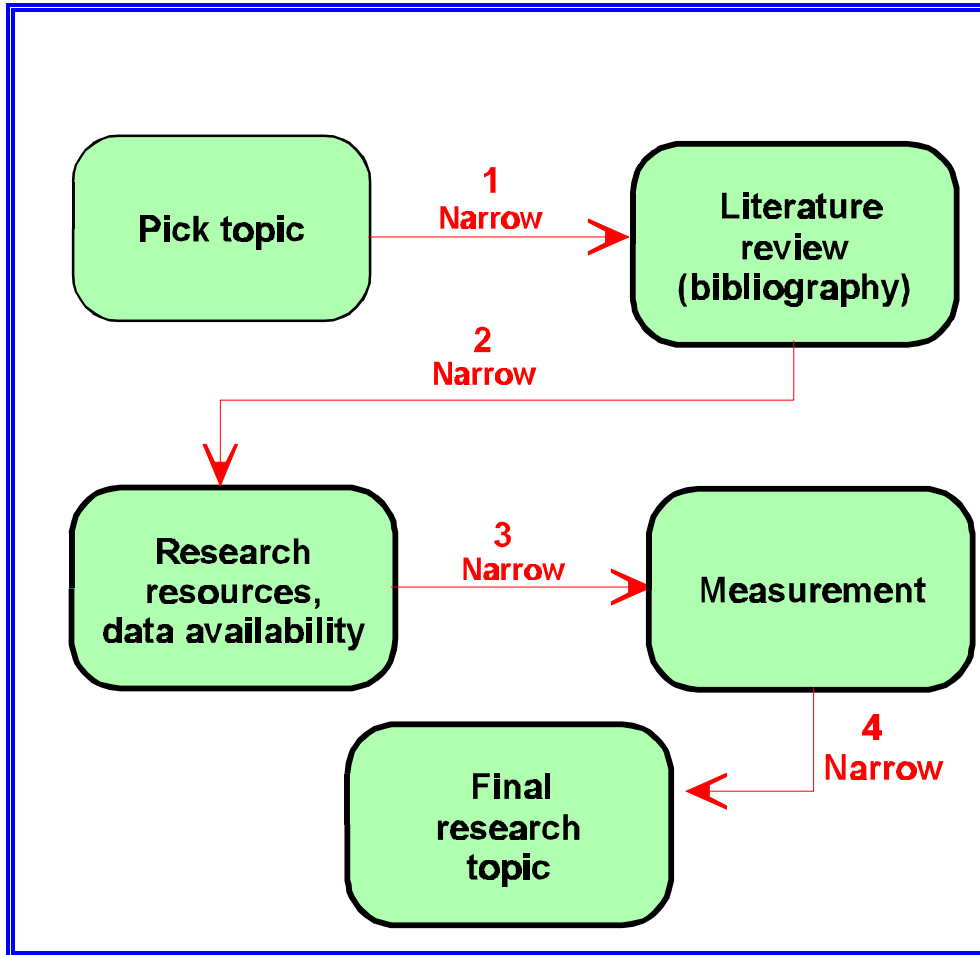 Pick topic
1
Narrow
Literature
review
(bibliography)
2
Narrow
Research
resources,
data availability
3
Narrow
Measurement
4
Narrow
Final
research
topic